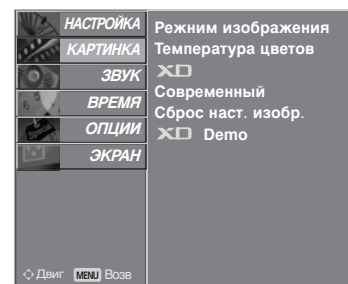 НАСТРОЙКА
КАРТИНКА
ЗВУК
ВРЕМЯ
ОПЦИИ
ЭКРАН
Двиг MENU Возв
Режним изображения
Температура цветов
XD
Современный
Сброс наст. изобр.
XD Demo